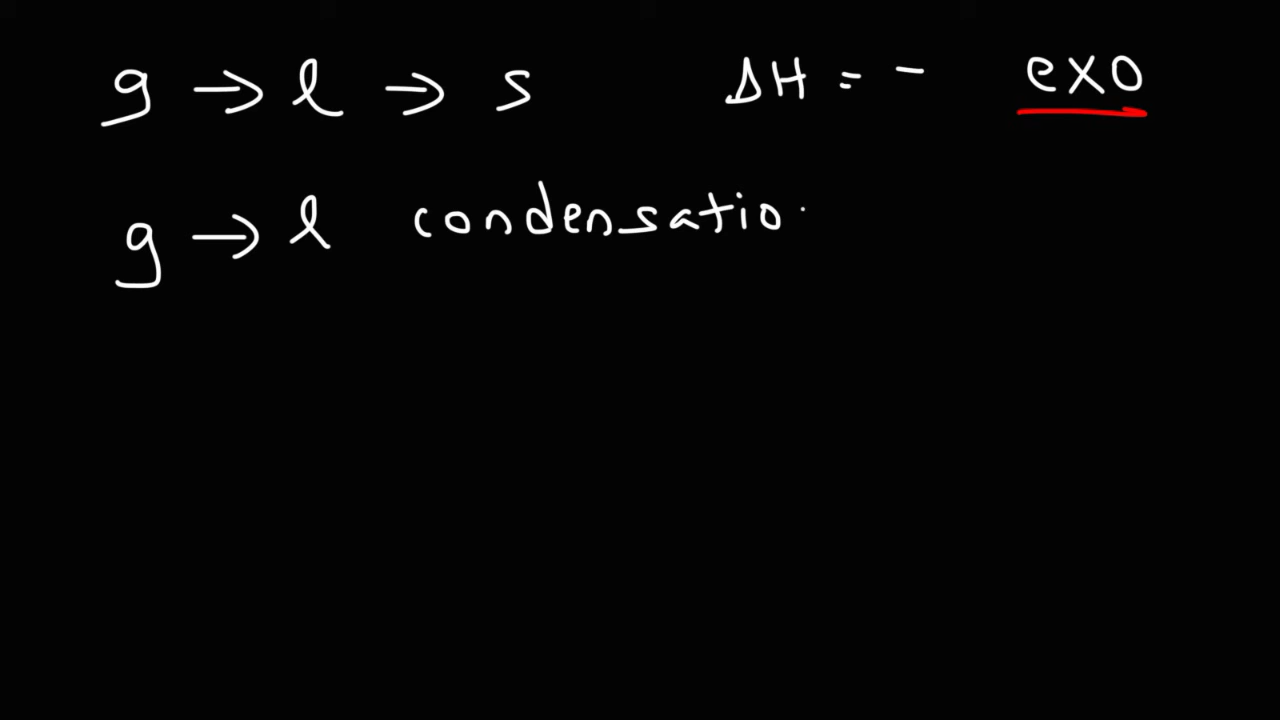 g → l → s ΔH = - exo
g → l condensatio